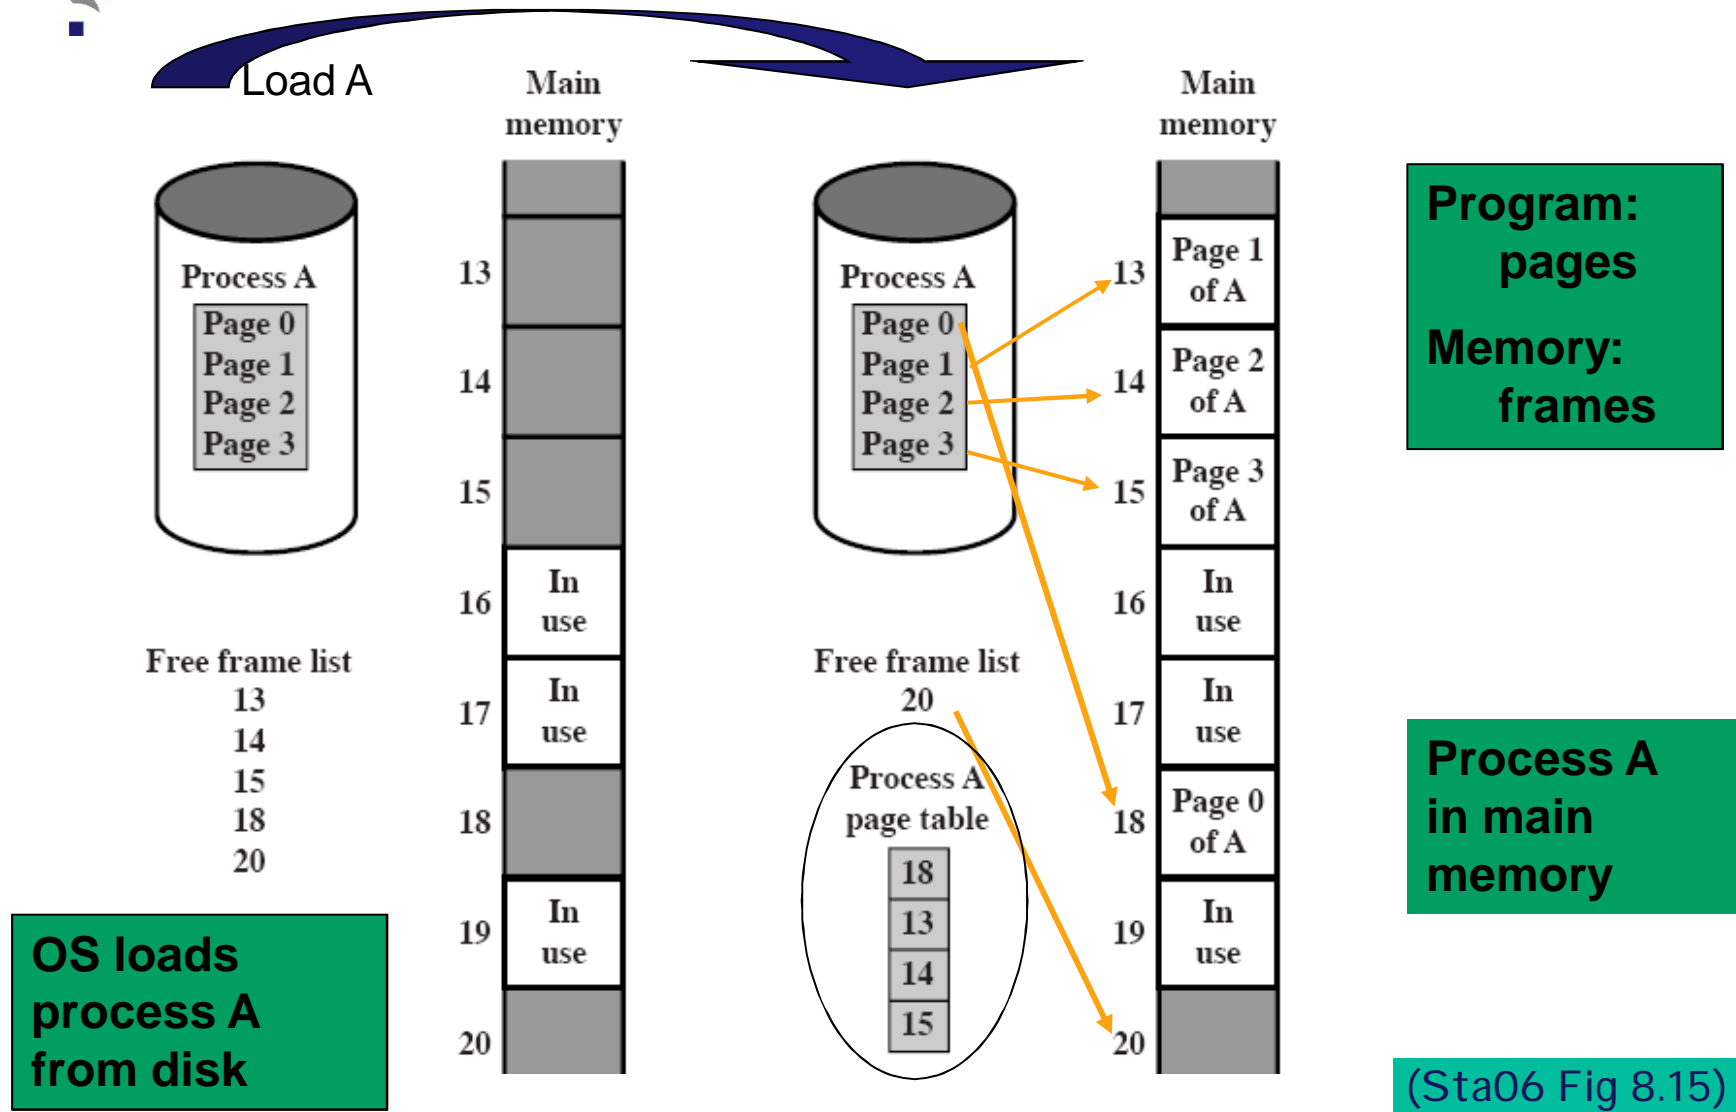 Load A
Main
memory
Process A
Page 0
Page 1
Page 2
Page 3
Free frame list
13
14
15
18
20
13
14
15
16
17
18
19
20
In
use
In
use
In
use
OS loads
process A
from disk
Process A
Page 0
Page 1
Page 2
Page 3
Free frame list
20
Process A
page table
18
13
14
15
Main
memory
13
Page 1
of A
14
Page 2
of A
15
Page 3
of A
16
In
use
17
In
use
18
Page 0
of A
19
In
use
20
Program:
pages
Memory:
frames
Process A
in main
memory
(Sta06 Fig 8.15)